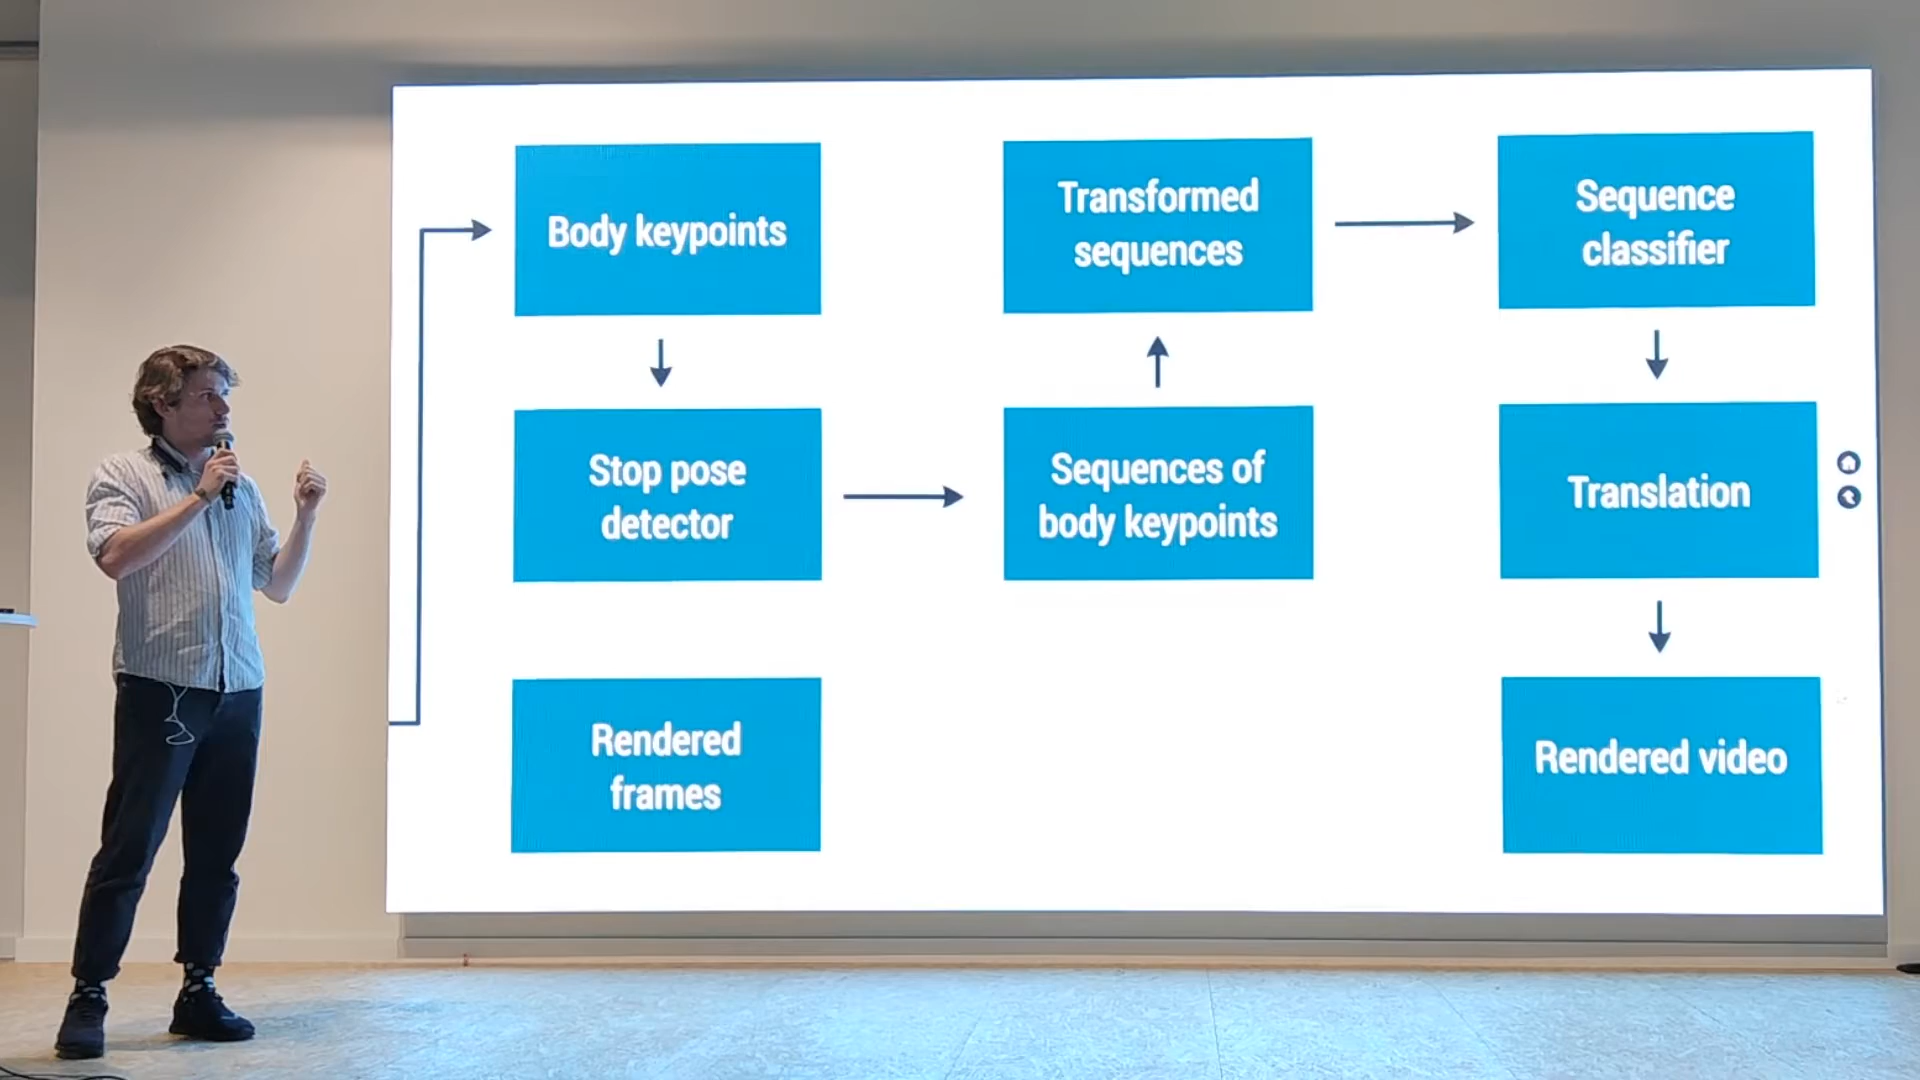 Body keypoints
Stop pose
detector
Rendered
frames
Transformed
sequences
Sequences of
body keypoints
Sequence
classifier
Translation
Rendered video